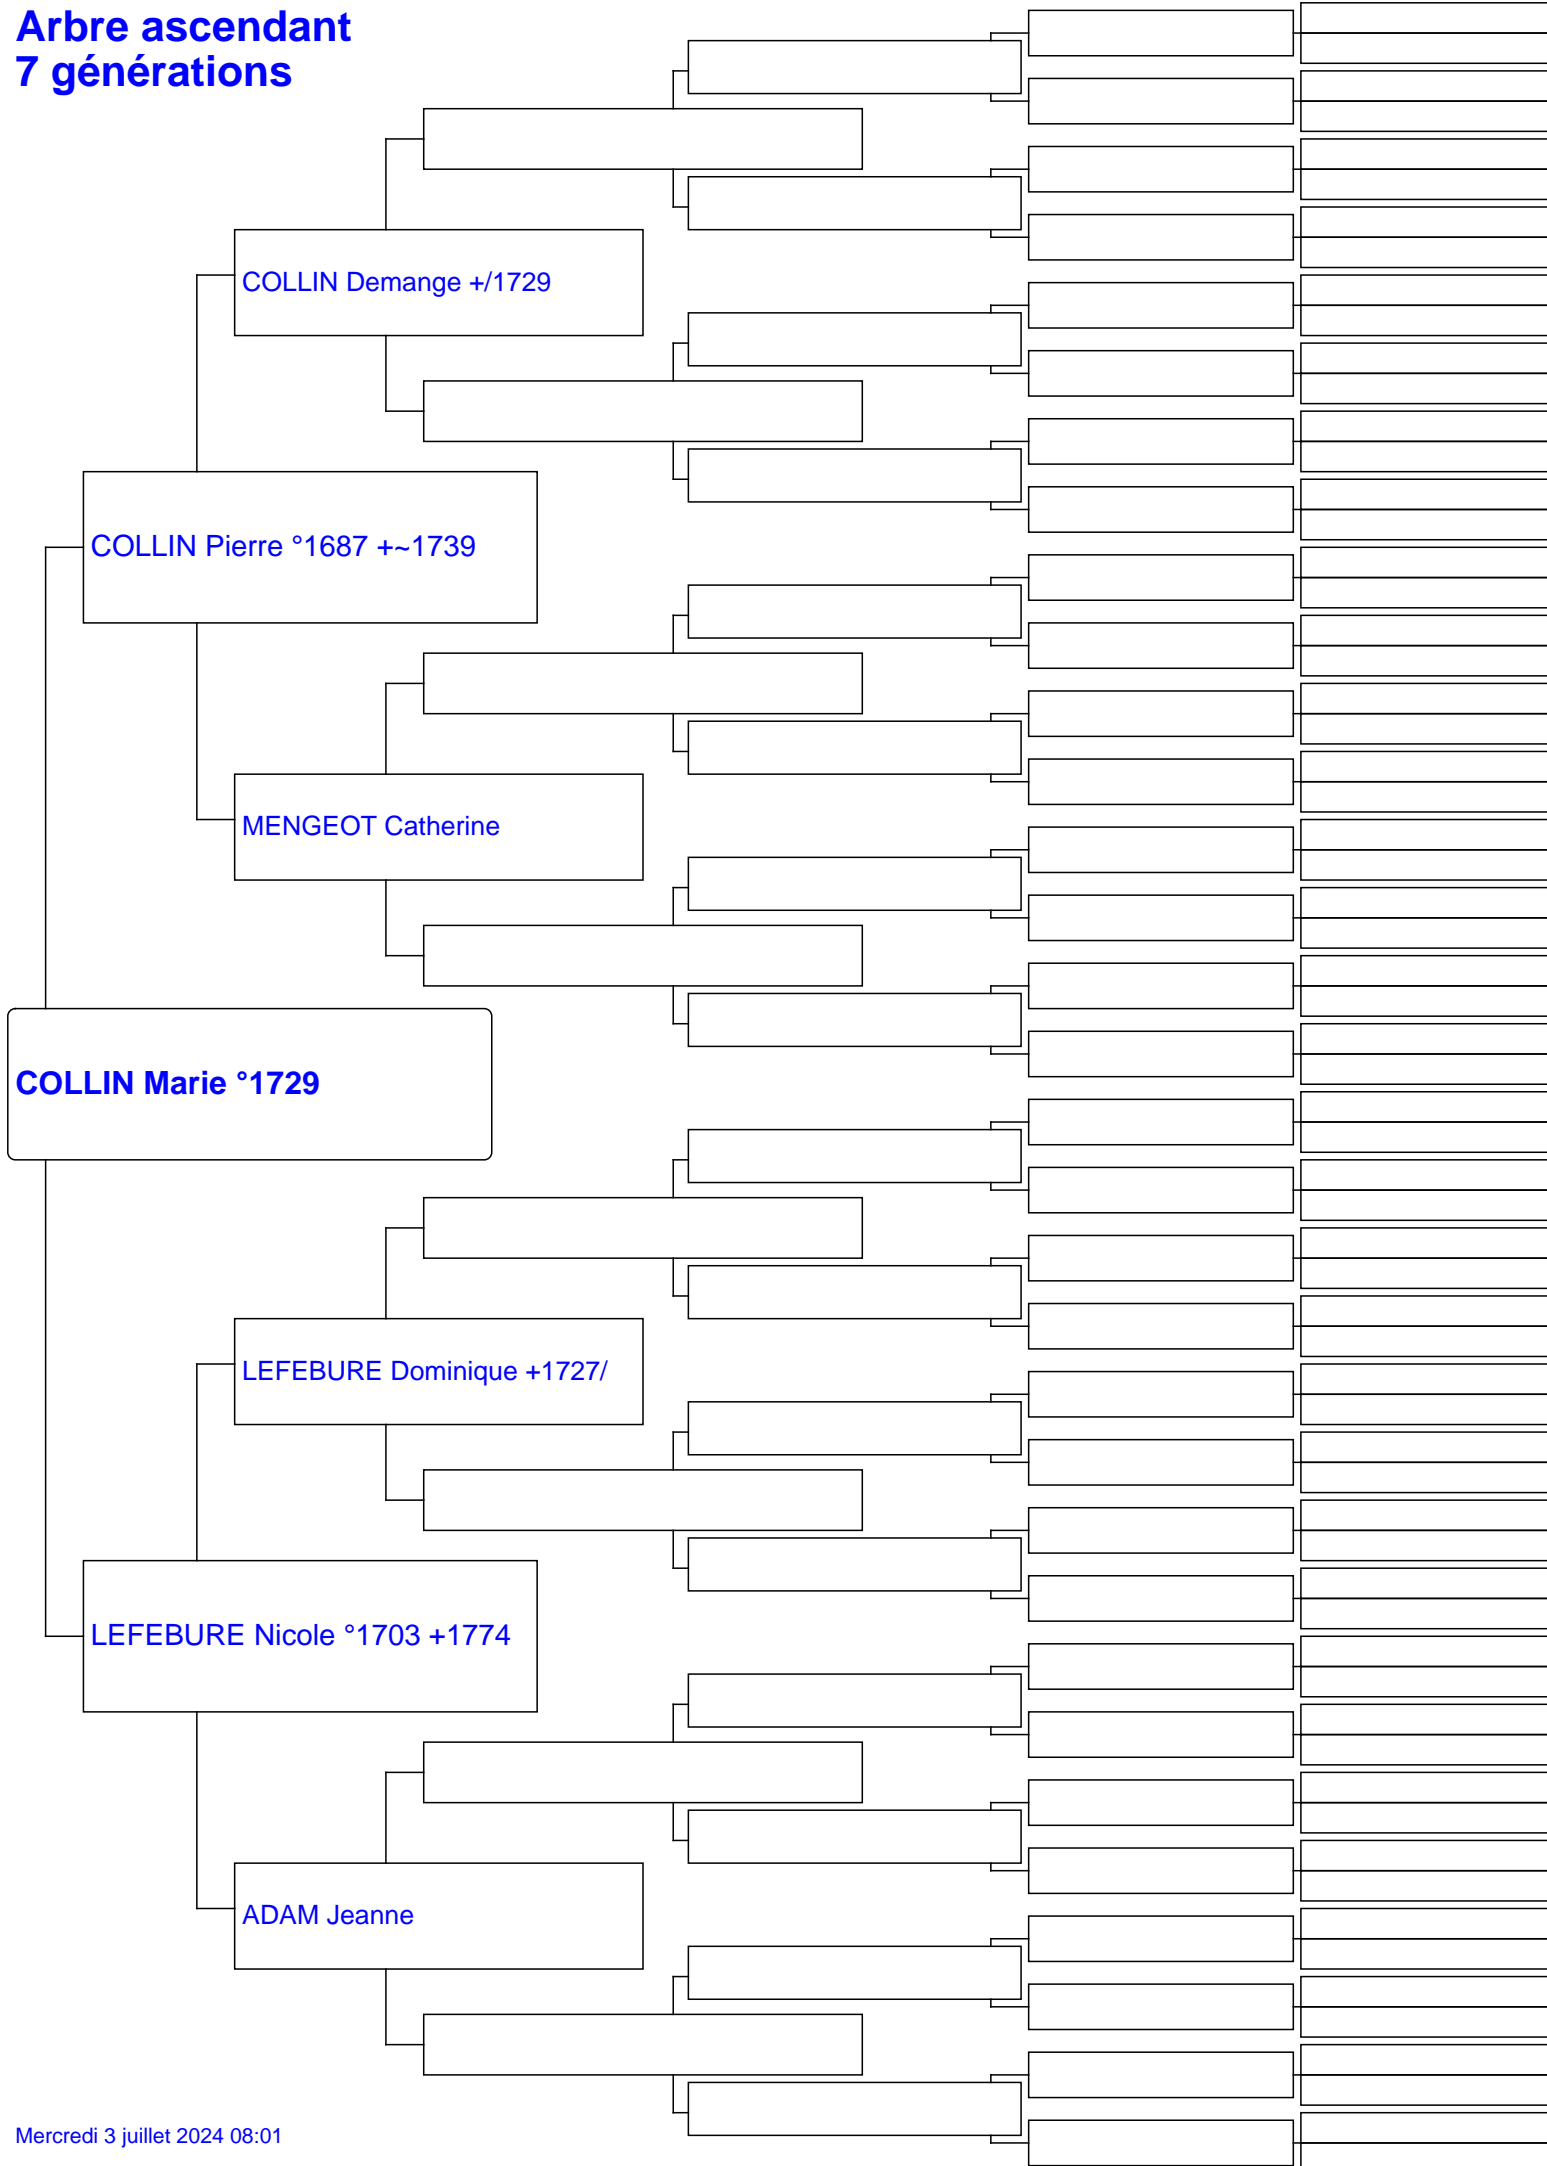 Arbre ascendant
7 générations
COLLIN Demange +/1729
COLLIN Pierre °1687 +~1739
MENGEOT Catherine
COLLIN Marie °1729
LEFEBURE Dominique +1727/
LEFEBURE Nicole °1703 +1774
ADAM Jeanne
Mercredi 3 juillet 2024 08:01